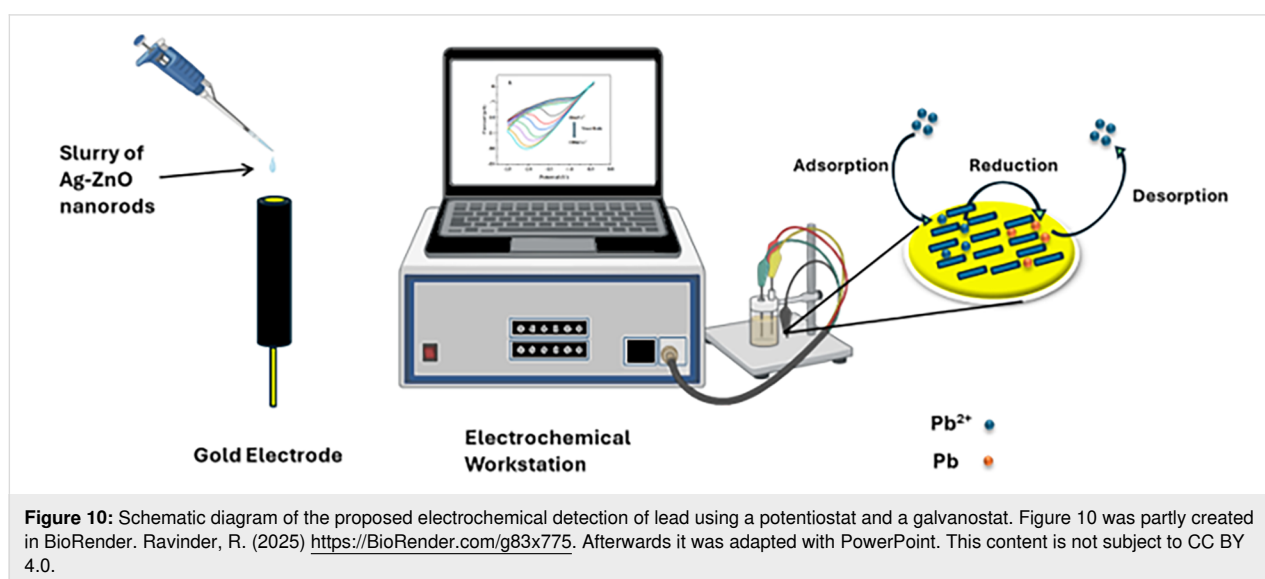 Slurry of
Ag-ZnO
nanorods
Gold Electrode
Electrochemical
Workstation
Adsorption
Reduction
Desorption
Pb²⁺
Pb
Figure 10: Schematic diagram of the proposed electrochemical detection of lead using a potentiostat and a galvanostat. Figure 10 was partly created
in BioRender. Ravinder, R. (2025) https://BioRender.com/g83x775. Afterwards it was adapted with PowerPoint. This content is not subject to CC BY
4.0.